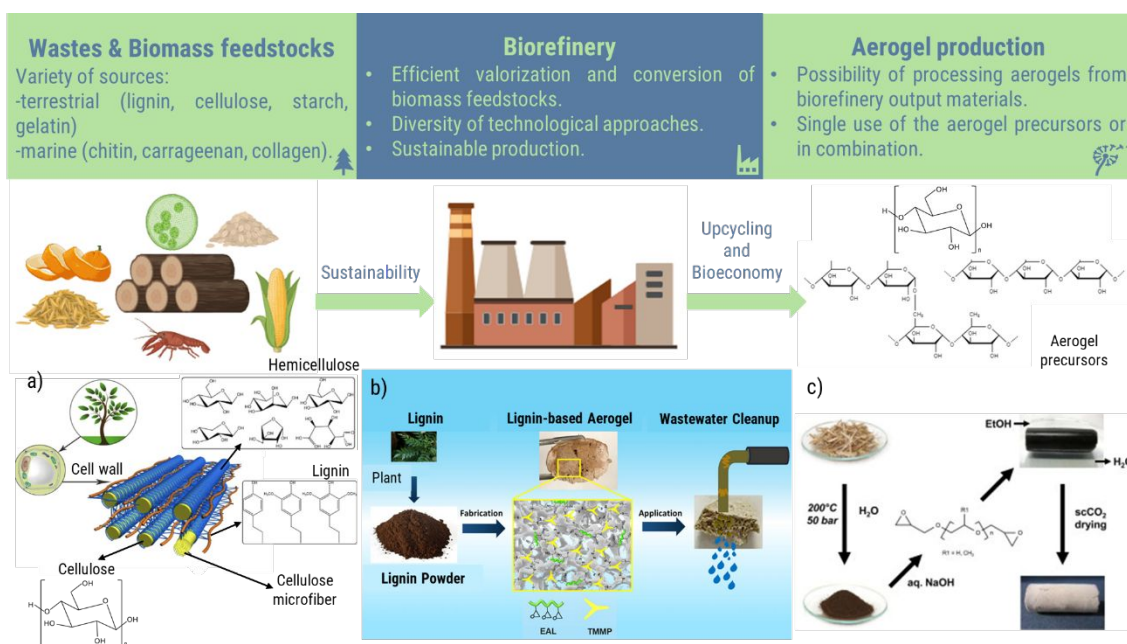 Wastes & Biomass feedstocks
Variety of sources:
-terrestrial (lignin, cellulose, starch,
gelatin)
-marine (chitin, carrageenan, collagen).
Biorefinery
• Efficient valorization and conversion of
biomass feedstocks.
• Diversity of technological approaches.
• Sustainable production.
Aerogel production
• Possibility of processing aerogels from
biorefinery output materials.
• Single use of the aerogel precursors or
in combination.
Sustainability
Upcycling
and
Bioeconomy
Aerogel
precursors
a)
Hemicellulose
Cell wall
Lignin
Cellulose
Cellulose
microfiber
b)
Lignin
Lignin-based Aerogel
Wastewater Cleanup
Plant
Fabrication
Application
Lignin Powder
EAL
TMMP
c)
EtOH
H₂O
200°C
50 bar
H₂O
R1
R1 = H, CH₃
aq. NaOH
scCO₂
drying